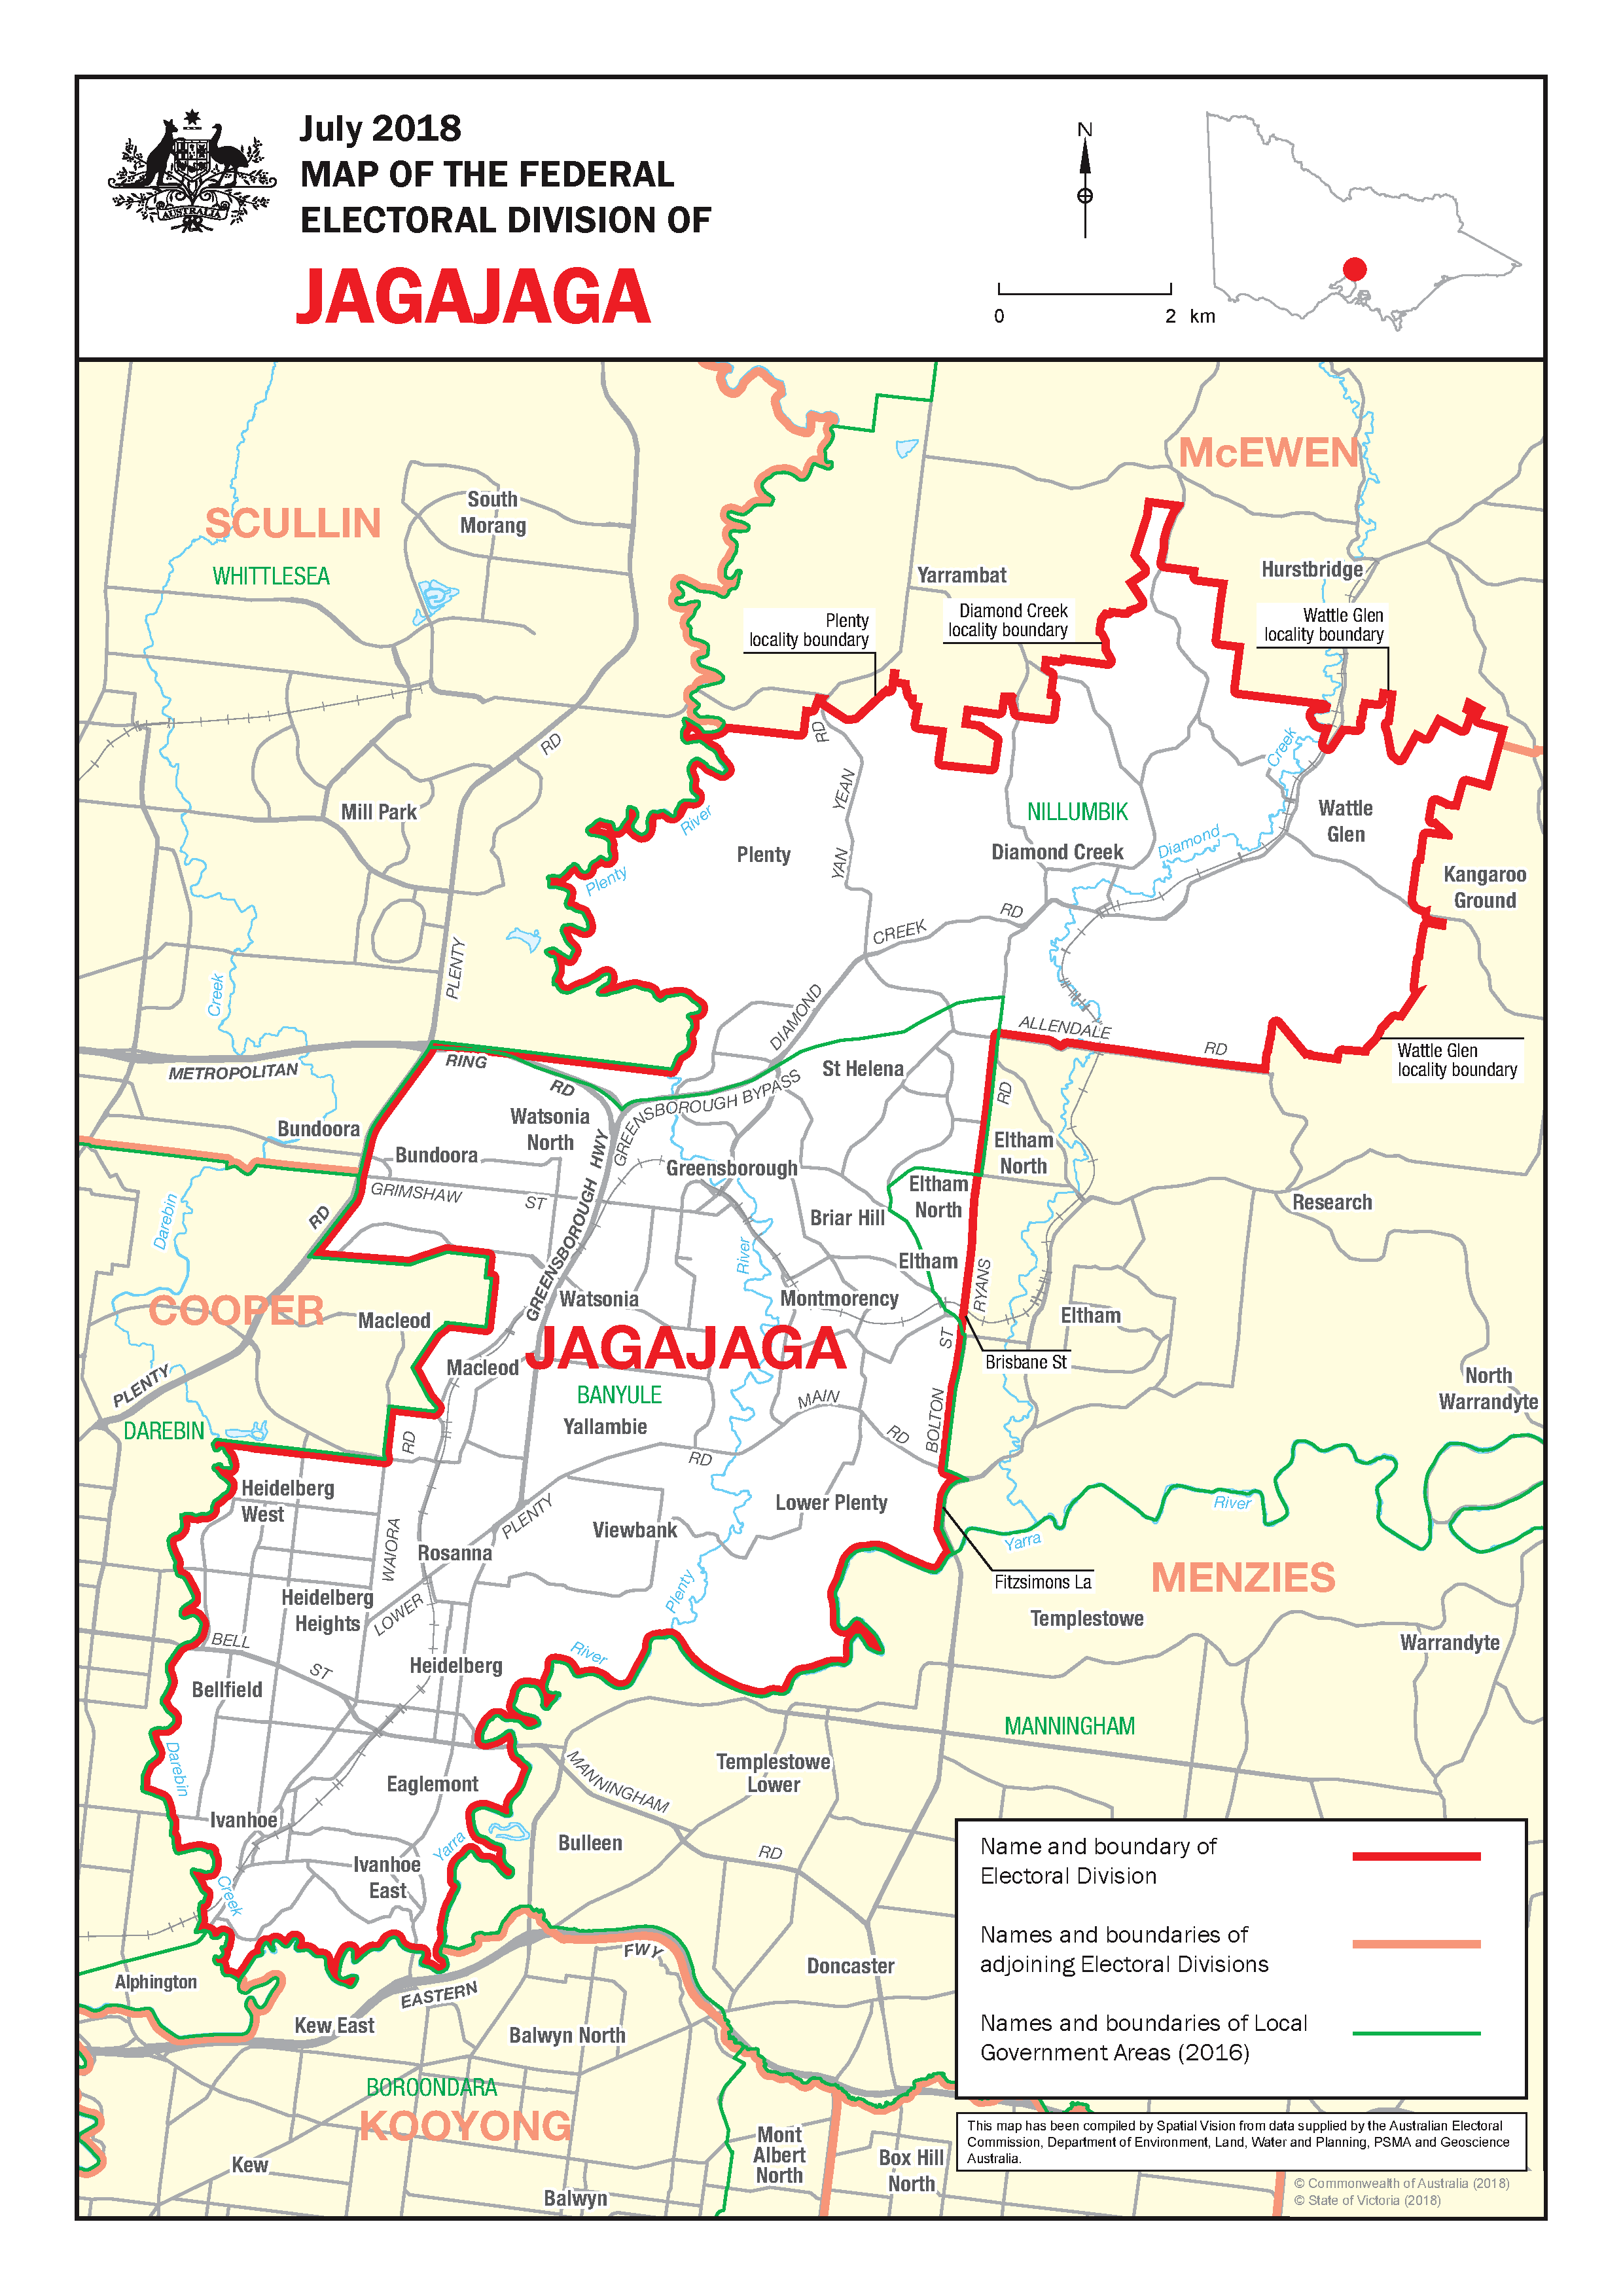 July 2018
MAP OF THE FEDERAL
ELECTORAL DIVISION OF
JAGAJAGA
AUSTRALIA
N
0 2 km
McEWEN
SCULLIN
WHITTLESEA
South
Morang
Yarrambat
Hurstbridge
Plenty
locality boundary
Diamond Creek
locality boundary
Wattle Glen
locality boundary
RD
RD
Creek
YEAN
YAN
River
Plenty
Mill Park
Plenty
NILLUMBIK
Diamond Creek
Diamond
Wattle
Glen
Kangaroo
Ground
CREEK
RD
PLENTY
Creek
DIAMOND
ALLENDALE
RD
Wattle Glen
locality boundary
METROPOLITAN
RING
RD
St Helena
GREENSBOROUGH BYPASS
RD
Watsonia
North
Bundoora
Bundoora
GREENSBOROUGH HWY
Greensborough
Eltham
North
Eltham
North
GRIMSHAW
ST
RD
Darebin
Briar Hill
Research
River
Eltham
RYANS
COOPER
Macleod
Watsonia
Montmorency
Eltham
JAGAJAGA
Macleod
ST
Brisbane St
PLENTY
BANYULE
Yallambie
MAIN
RD
BOLTON
North
Warrandyte
DAREBIN
RD
RD
Heidelberg
West
Lower Plenty
River
Yarra
PLENTY
Viewbank
WAIORA
Rosanna
Fitzsimons La
MENZIES
Heidelberg
Heights
LOWER
Plenty
Templestowe
Warrandyte
BELL
ST
Heidelberg
River
Bellfield
MANNINGHAM
Darebin
Templestowe
Lower
Eaglemont
MANNINGHAM
RD
Ivanhoe
Bulleen
Yarra
Ivanhoe
East
Creek
FWY
Doncaster
Alphington
EASTERN
Kew East
Balwyn North
BOROONDARA
KOOYONG
Mont
Albert
North
Box Hill
North
Kew
Balwyn
Name and boundary of
Electoral Division
Names and boundaries of
adjoining Electoral Divisions
Names and boundaries of Local
Government Areas (2016)
This map has been compiled by Spatial Vision from data supplied by the Australian Electoral
Commission, Department of Environment, Land, Water and Planning, PSMA and Geoscience
Australia.
© Commonwealth of Australia (2018)
© State of Victoria (2018)